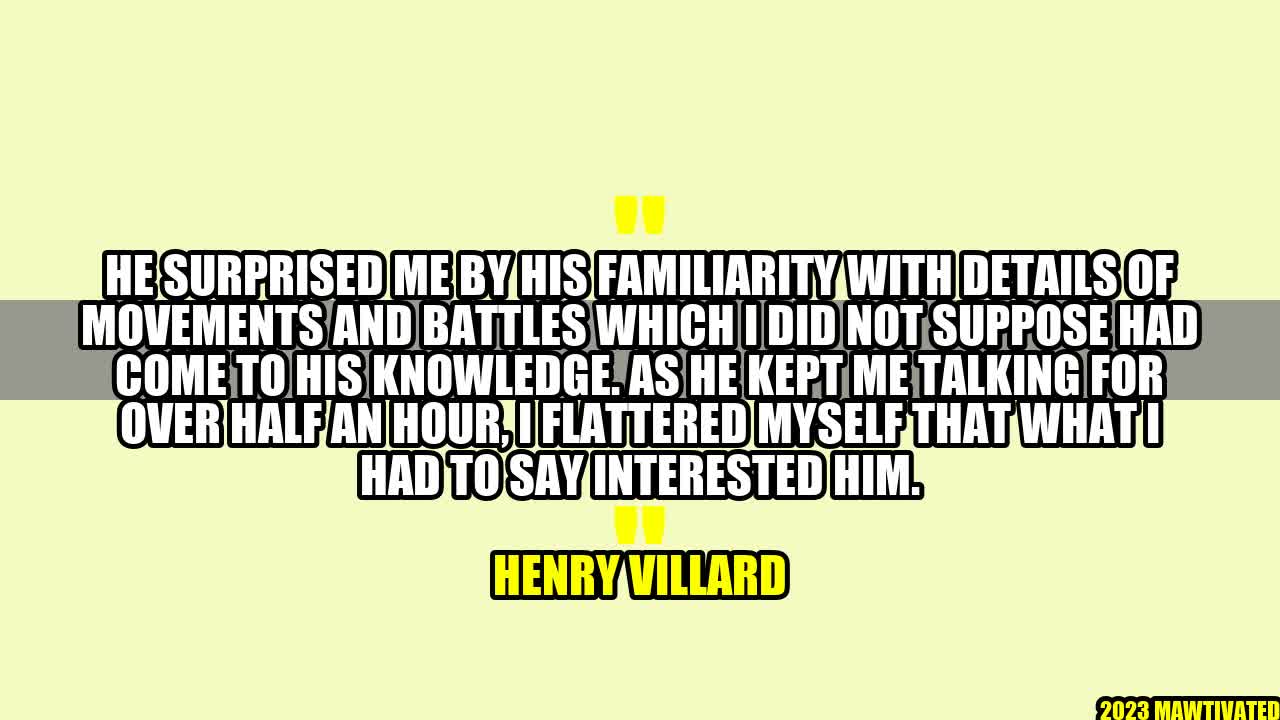 "
HE SURPRISED ME BY HIS FAMILIARITY WITH DETAILS OF
MOVEMENTS AND BATTLES WHICH I DID NOT SUPPOSE HAD
COME TO HIS KNOWLEDGE. AS HE KEPT ME TALKING FOR
OVER HALF AN HOUR, I FLATTERED MYSELF THAT WHAT I
HAD TO SAY INTERESTED HIM.
"
HENRY VILLARD
2023 MAWTIVATED